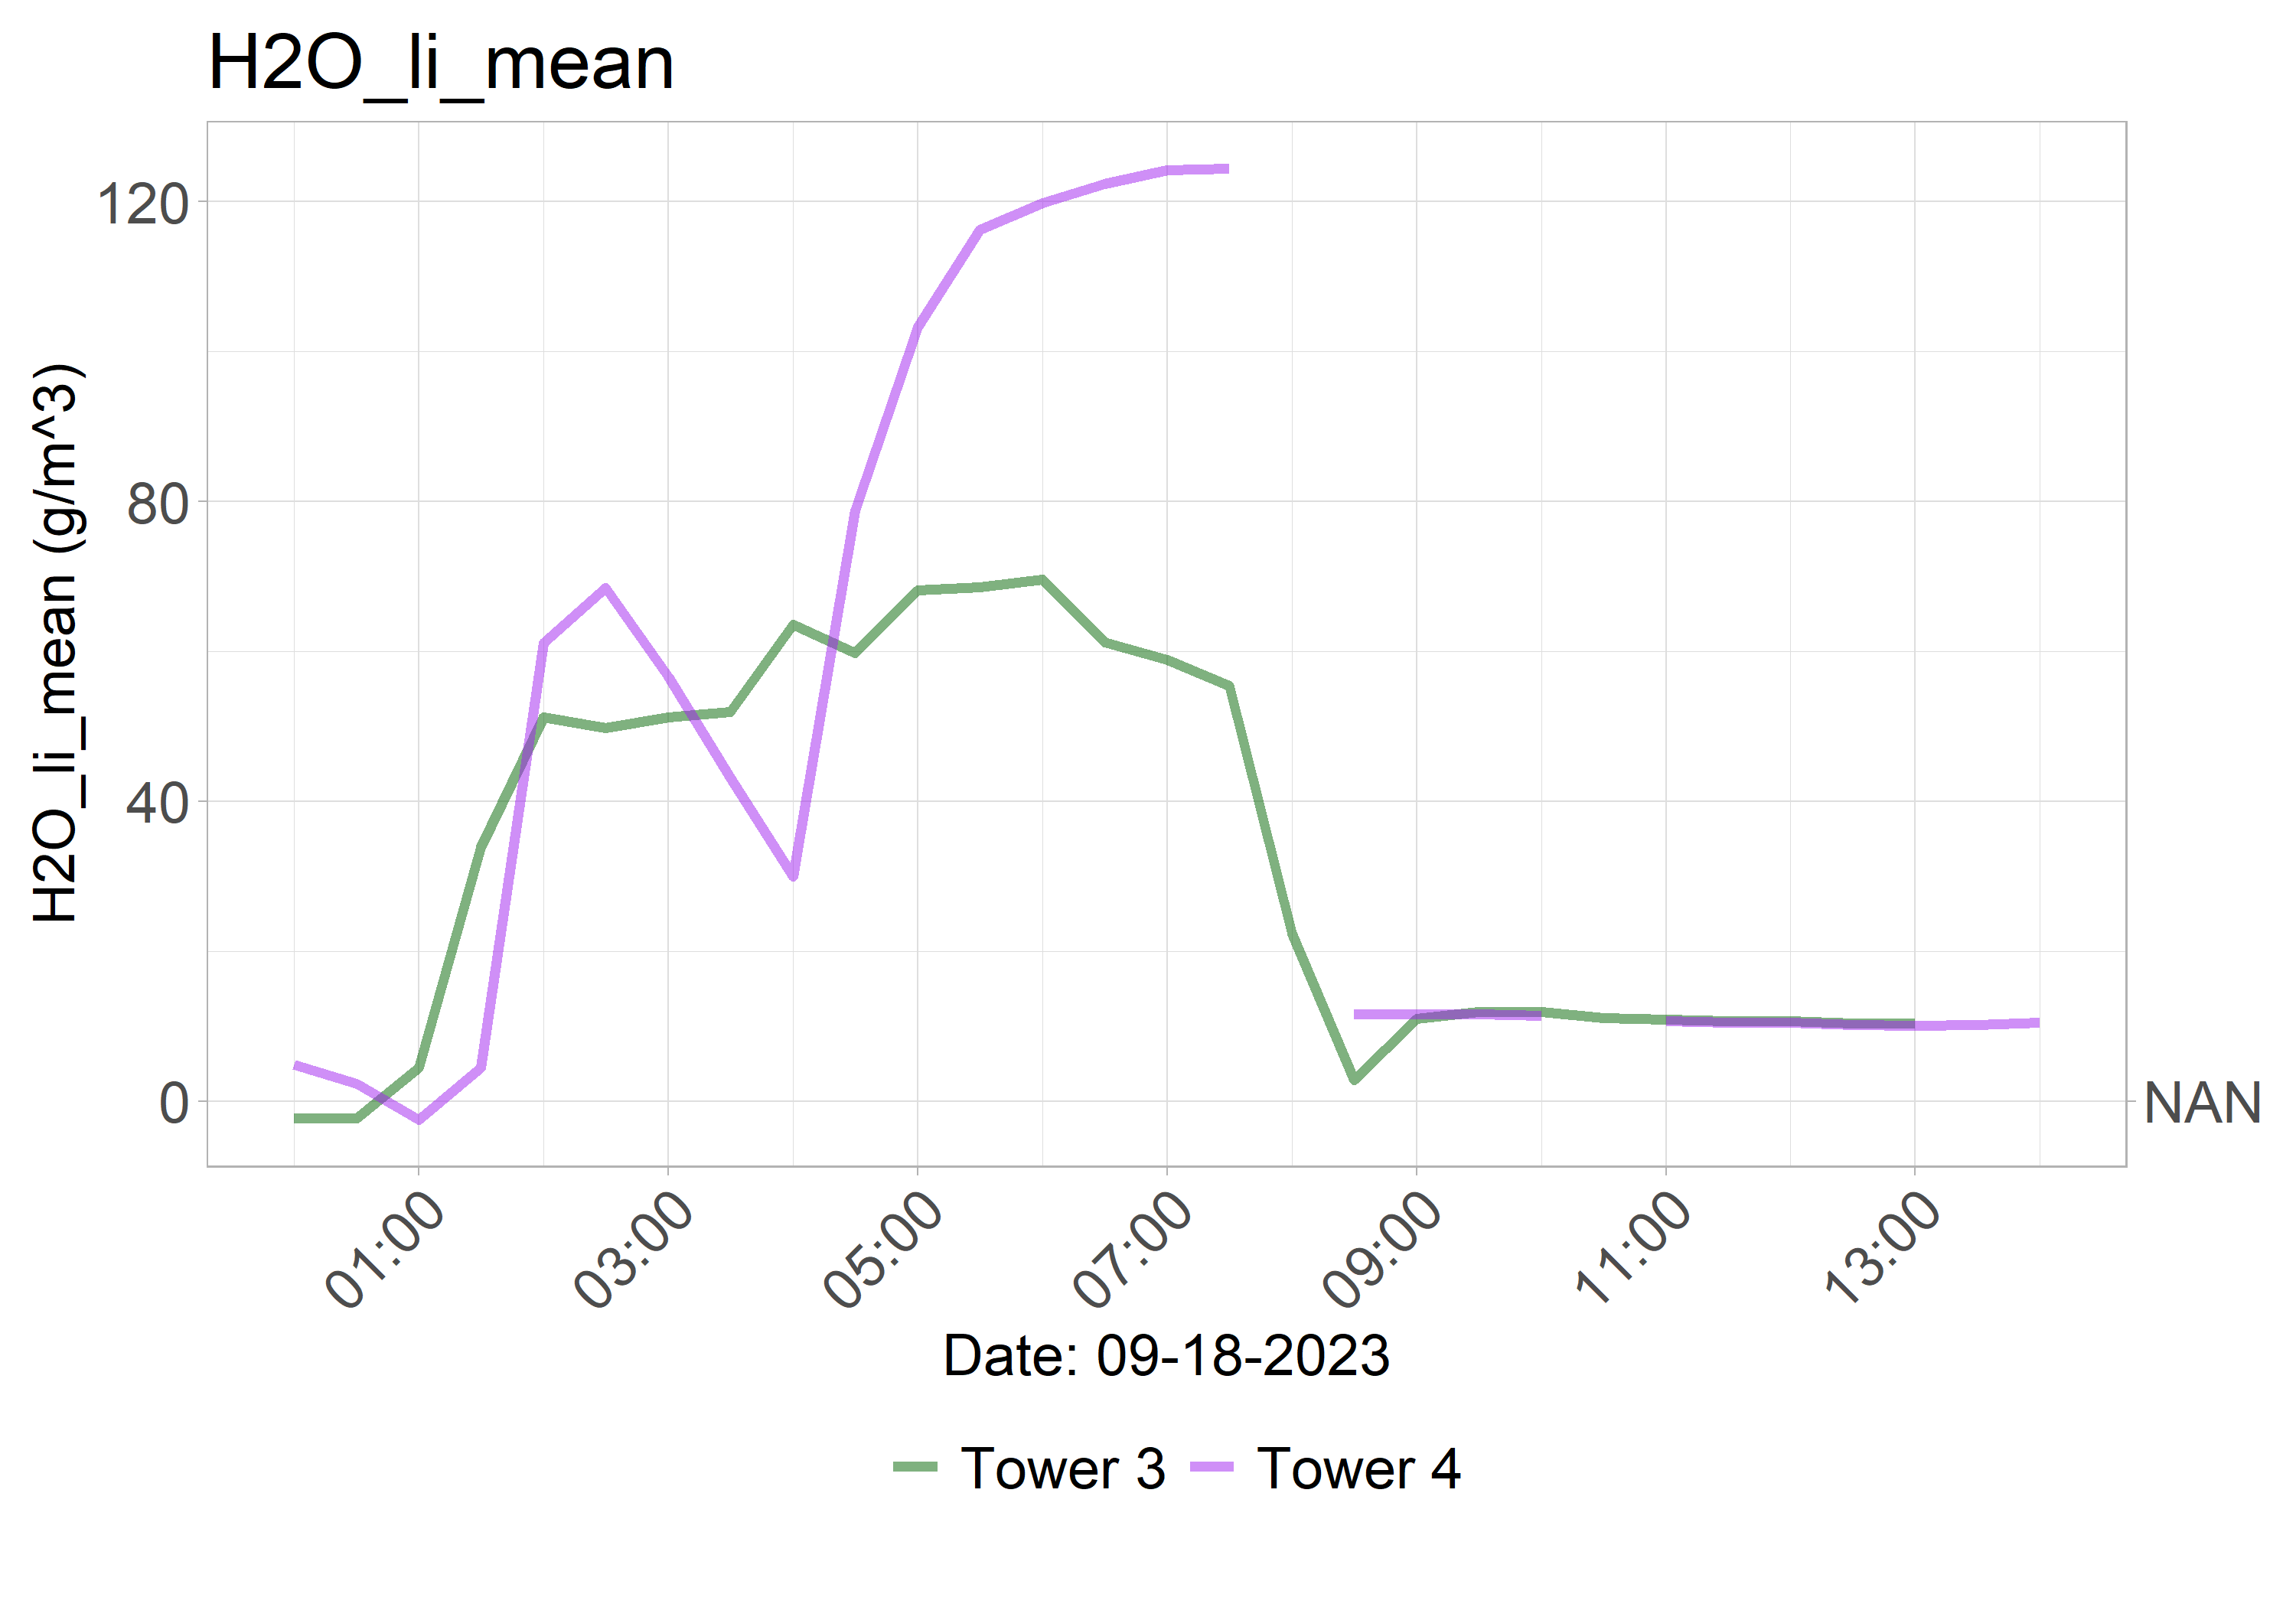 H2O_li_mean
H2O_li_mean (g/m^3)
120
80
40
0
NAN
01:00 03:00 05:00 07:00 09:00 11:00 13:00
Date: 09-18-2023
Tower 3 Tower 4